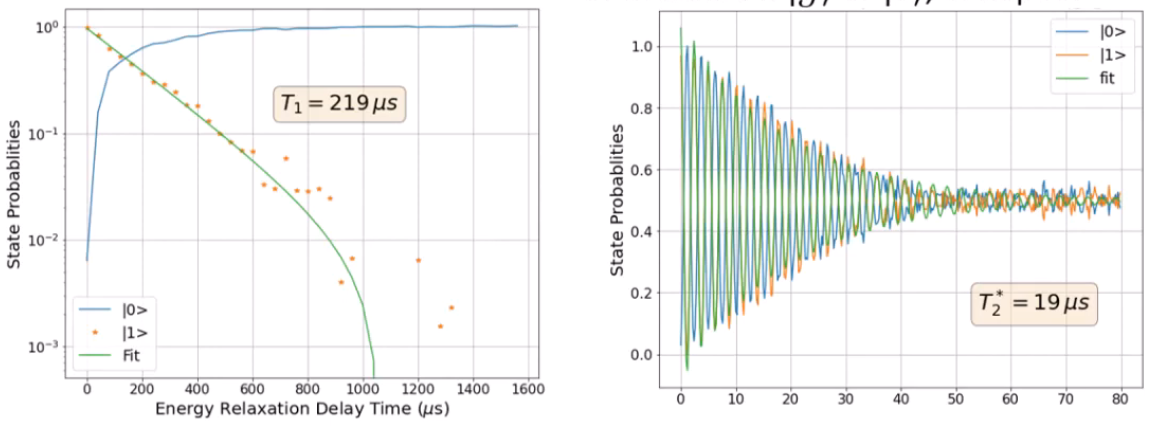 10⁰
10⁻¹
10⁻²
10⁻³
State Probablities
T₁ = 219 μs
|0>
|1>
Fit
0 200 400 600 800 1000 1200 1400 1600
Energy Relaxation Delay Time (μs)
1.0
0.8
0.6
0.4
0.2
0.0
State Probablities
|0>
|1>
fit
T₂* = 19 μs
0 10 20 30 40 50 60 70 80